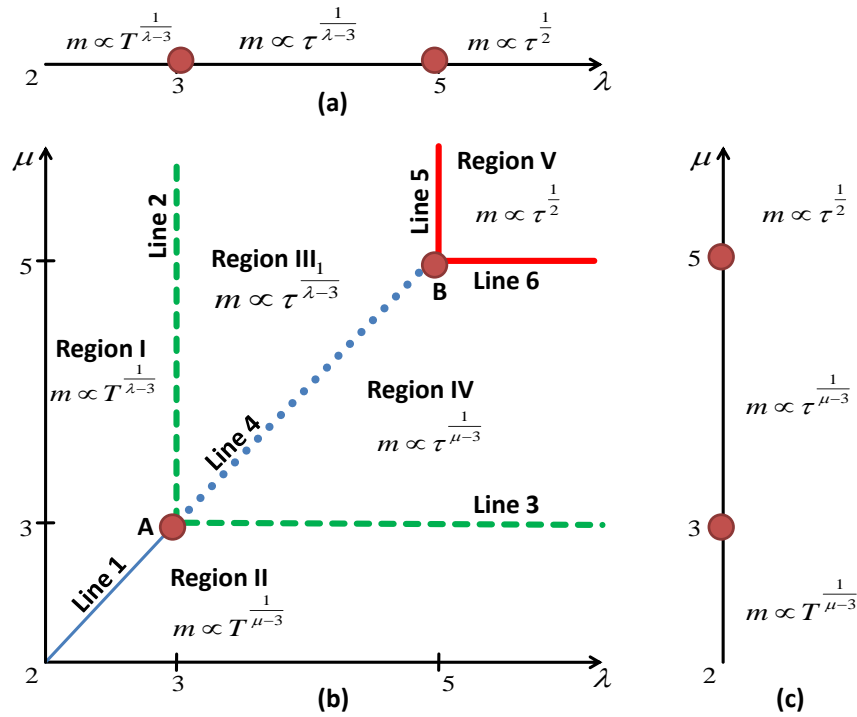 m ∝ T^{1/(λ−3)} m ∝ τ^{1/(λ−3)} m ∝ τ^{1/2}
2 3 5 λ
(a)
μ
Line 2
Line 5
Region V
m ∝ τ^{1/2}
5
Region III
m ∝ τ^{1/(λ−3)}
B
Line 6
Region I
m ∝ T^{1/(λ−3)}
Region IV
m ∝ τ^{1/(μ−3)}
Line 4
3
A
Line 3
Line 1
Region II
m ∝ T^{1/(μ−3)}
2
3 5 λ
(b)
μ
m ∝ τ^{1/2}
5
m ∝ τ^{1/(μ−3)}
3
m ∝ T^{1/(μ−3)}
2
(c)